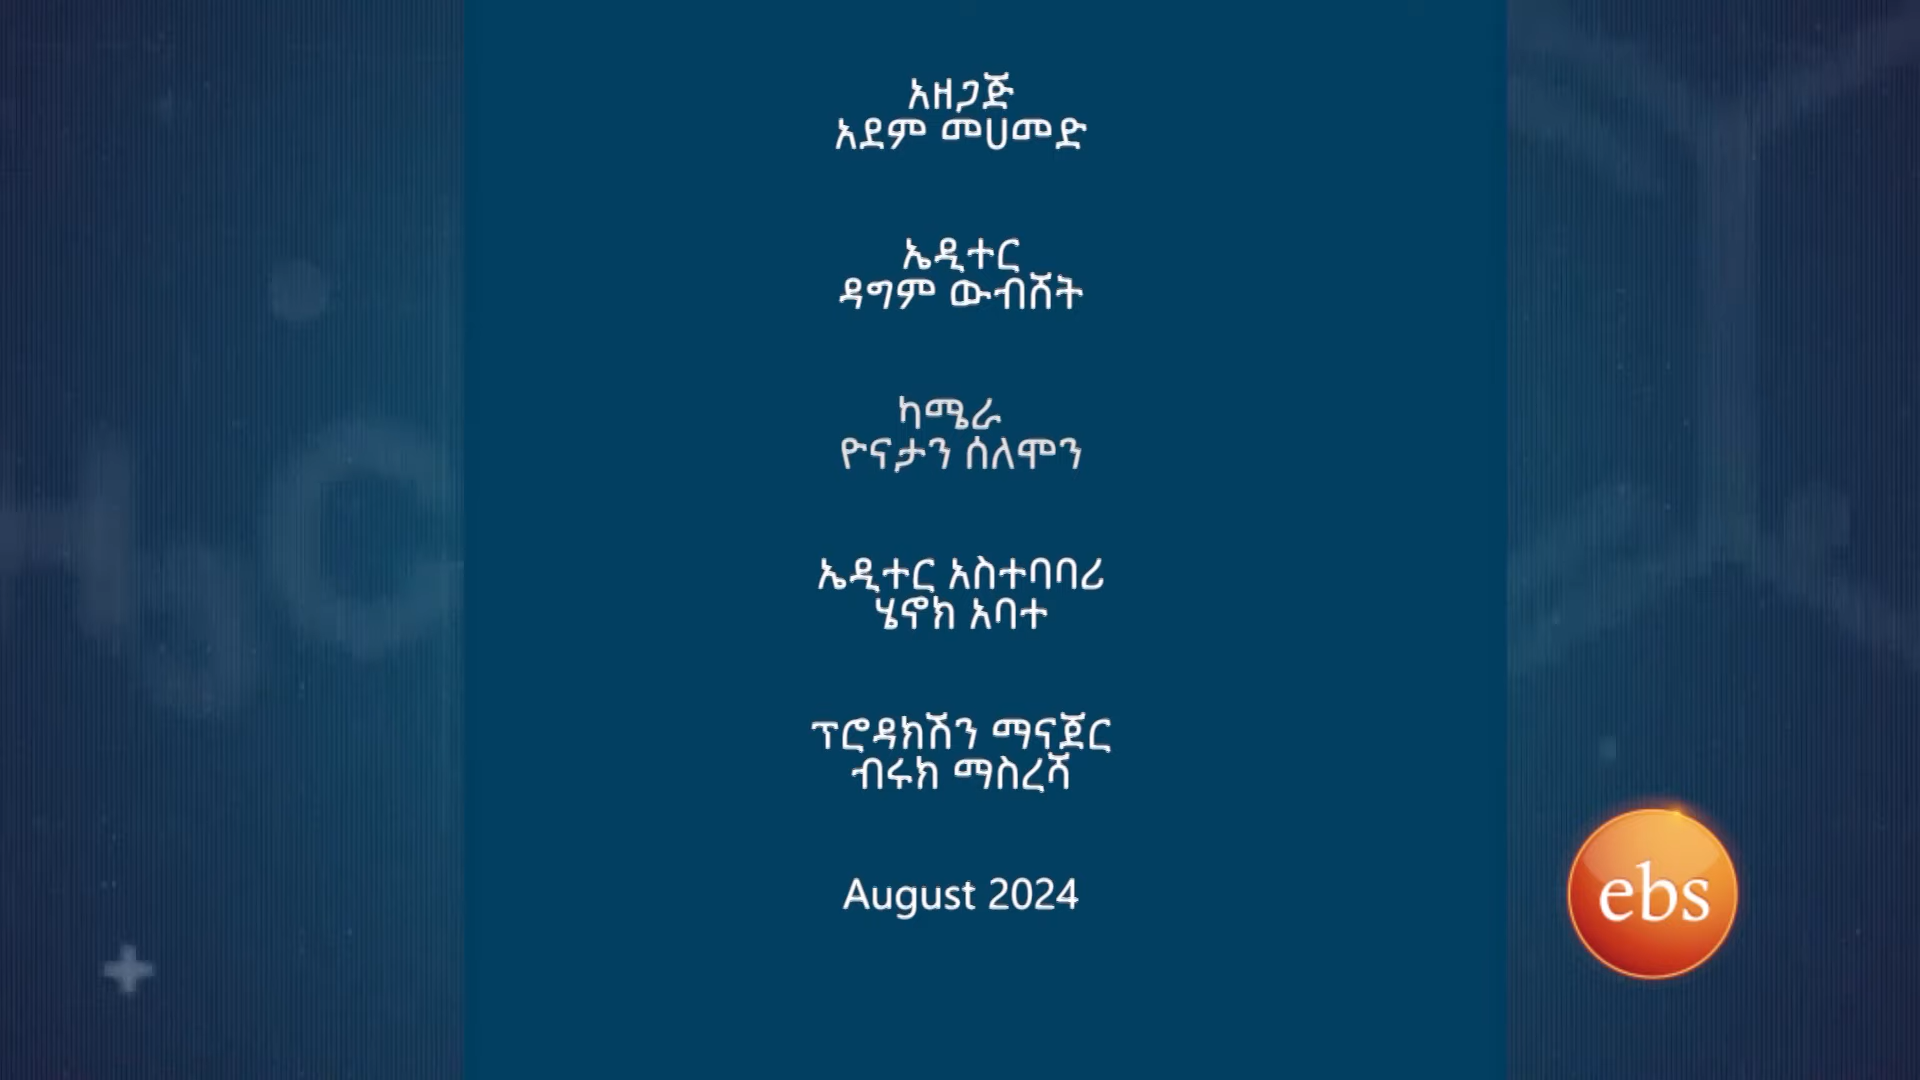 አዘጋጅ
አደም መሀመድ
ኤዲተር
ዳግም ውብሸት
ካሜራ
ዮናታን ሰለሞን
ኤዲተር አስተባባሪ
ሄኖክ አባተ
ፕሮዳክሽን ማናጀር
ብሩክ ማስረሻ
August 2024
ebs